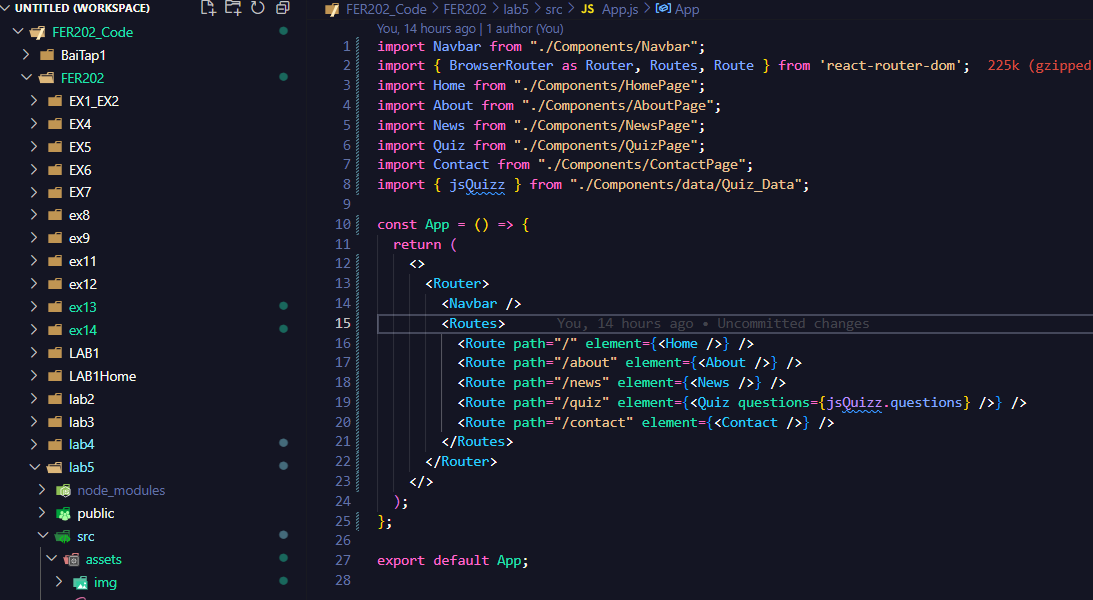 UNTITLED (WORKSPACE)
FER202_Code
BaiTap1
FER202
EX1_EX2
EX4
EX5
EX6
EX7
ex8
ex9
ex11
ex12
ex13
ex14
LAB1
LAB1Home
lab2
lab3
lab4
lab5
node_modules
public
src
assets
img
FER202_Code > FER202 > lab5 > src > JS App.js > App
You, 14 hours ago | 1 author (You)
1 import Navbar from "./Components/Navbar";
2 import { BrowserRouter as Router, Routes, Route } from 'react-router-dom'; 225k (gzipped
3 import Home from "./Components/HomePage";
4 import About from "./Components/AboutPage";
5 import News from "./Components/NewsPage";
6 import Quiz from "./Components/QuizPage";
7 import Contact from "./Components/ContactPage";
8 import { jsQuizz } from "./Components/data/Quiz_Data";
9
10 const App = () => {
11 return (
12 <>
13 <Router>
14 <Navbar />
15 <Routes> You, 14 hours ago • Uncommitted changes
16 <Route path="/" element={<Home />} />
17 <Route path="/about" element={<About />} />
18 <Route path="/news" element={<News />} />
19 <Route path="/quiz" element={<Quiz questions={jsQuizz.questions} />} />
20 <Route path="/contact" element={<Contact />} />
21 </Routes>
22 </Router>
23 </>
24 );
25 };
26
27 export default App;
28